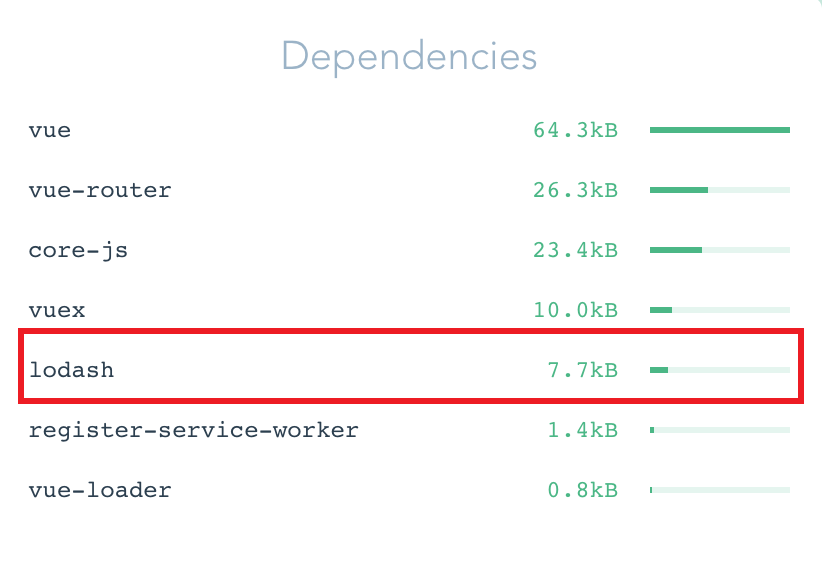 Dependencies
vue 64.3kB
vue-router 26.3kB
core-js 23.4kB
vuex 10.0kB
lodash 7.7kB
register-service-worker 1.4kB
vue-loader 0.8kB